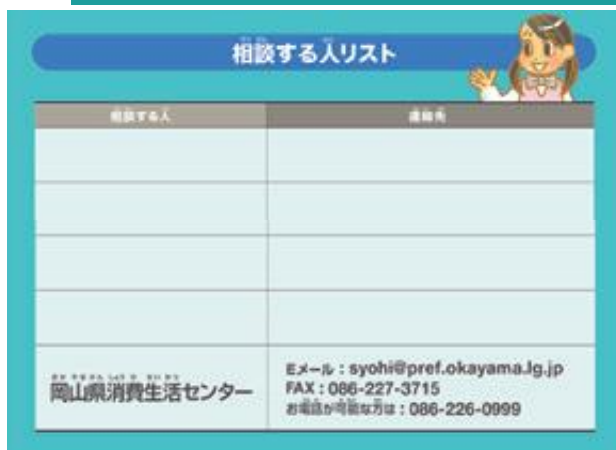 相談する人リスト
相談する人
連絡先
岡山県消費生活センター
Eメール：syohi@pref.okayama.lg.jp
FAX：086-227-3715
お電話が可能な方は：086-226-0999